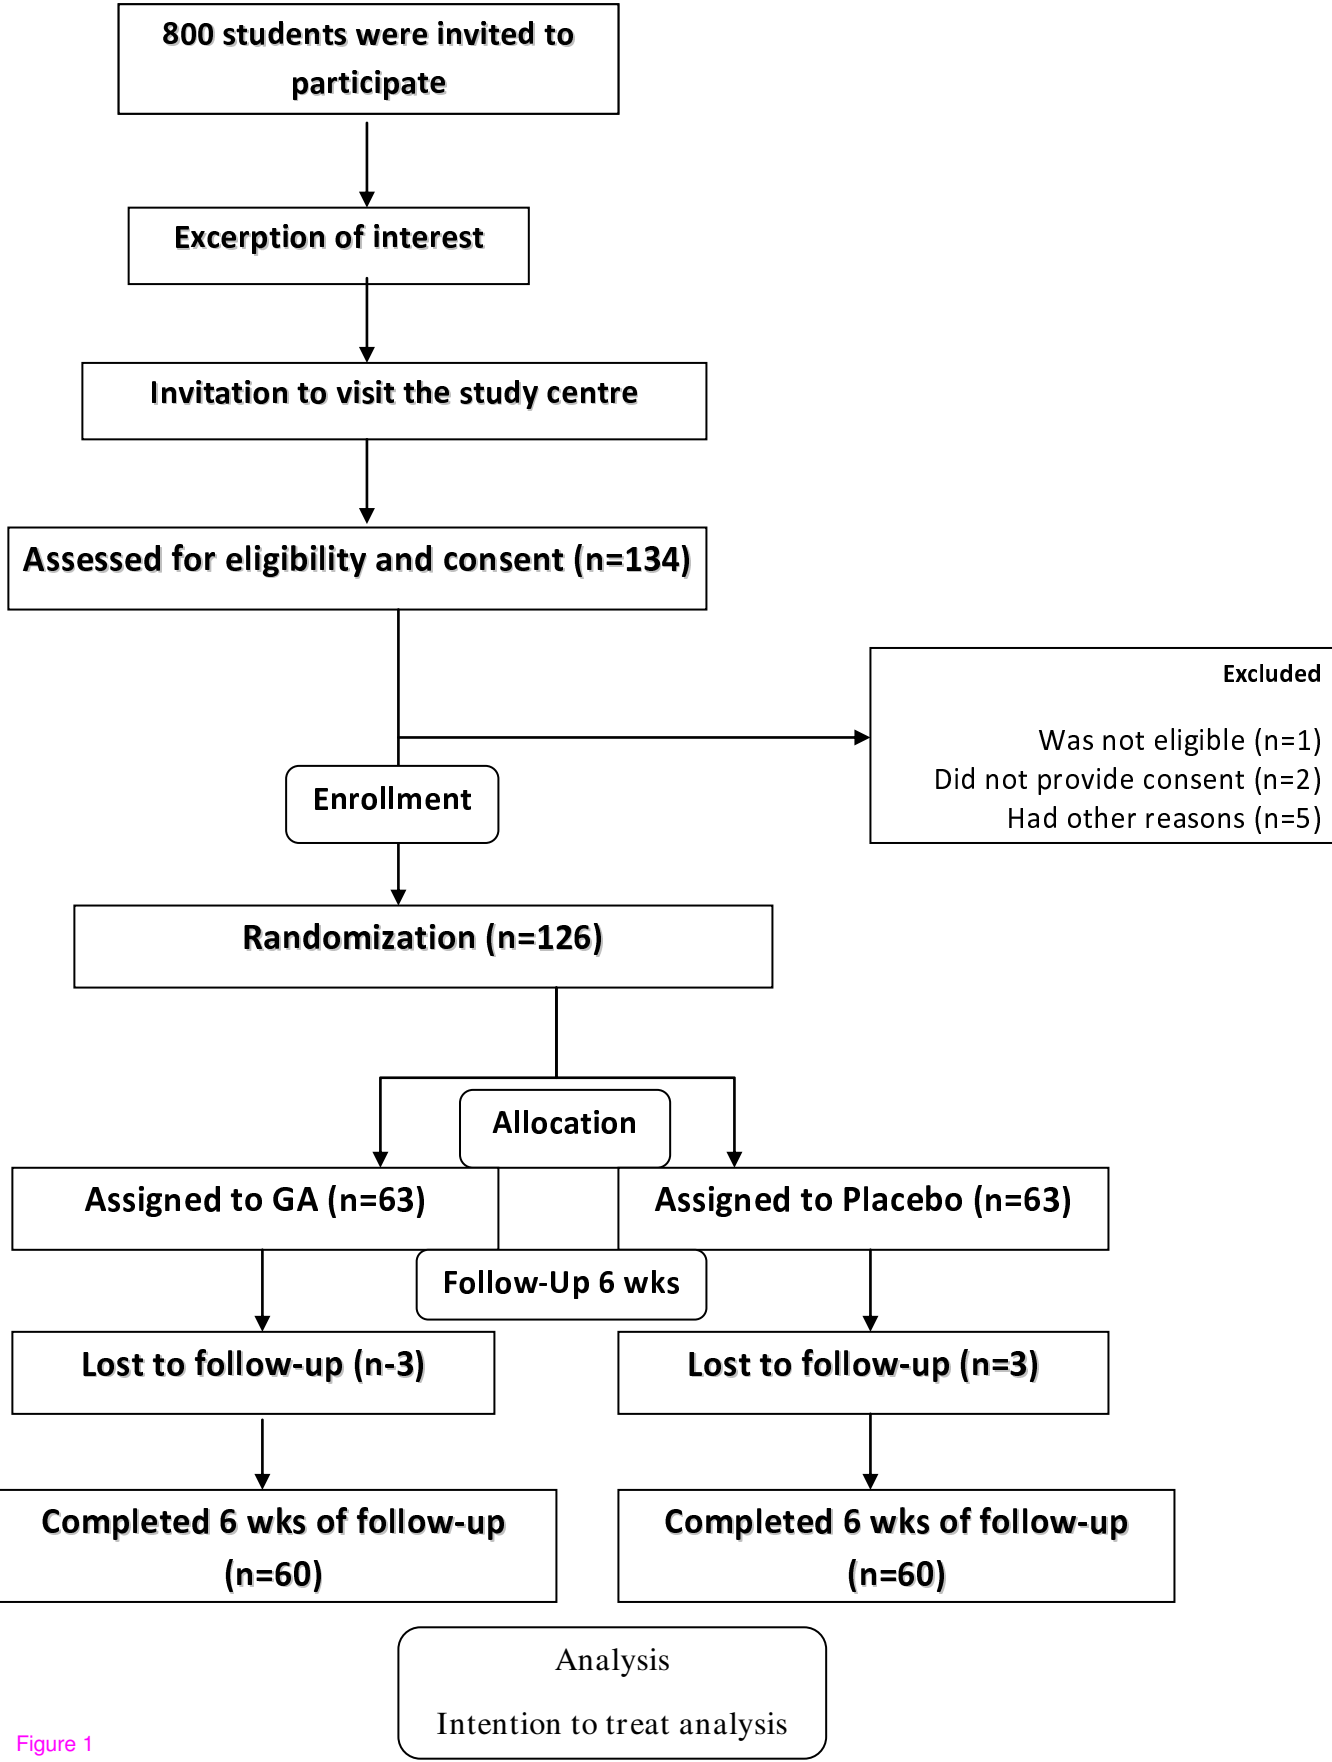 800 students were invited to
participate
Excerption of interest
Invitation to visit the study centre
Assessed for eligibility and consent (n=134)
Excluded
Was not eligible (n=1)
Did not provide consent (n=2)
Had other reasons (n=5)
Enrollment
Randomization (n=126)
Allocation
Assigned to GA (n=63)
Assigned to Placebo (n=63)
Follow-Up 6 wks
Lost to follow-up (n-3)
Lost to follow-up (n=3)
Completed 6 wks of follow-up
(n=60)
Completed 6 wks of follow-up
(n=60)
Analysis
Intention to treat analysis
Figure 1